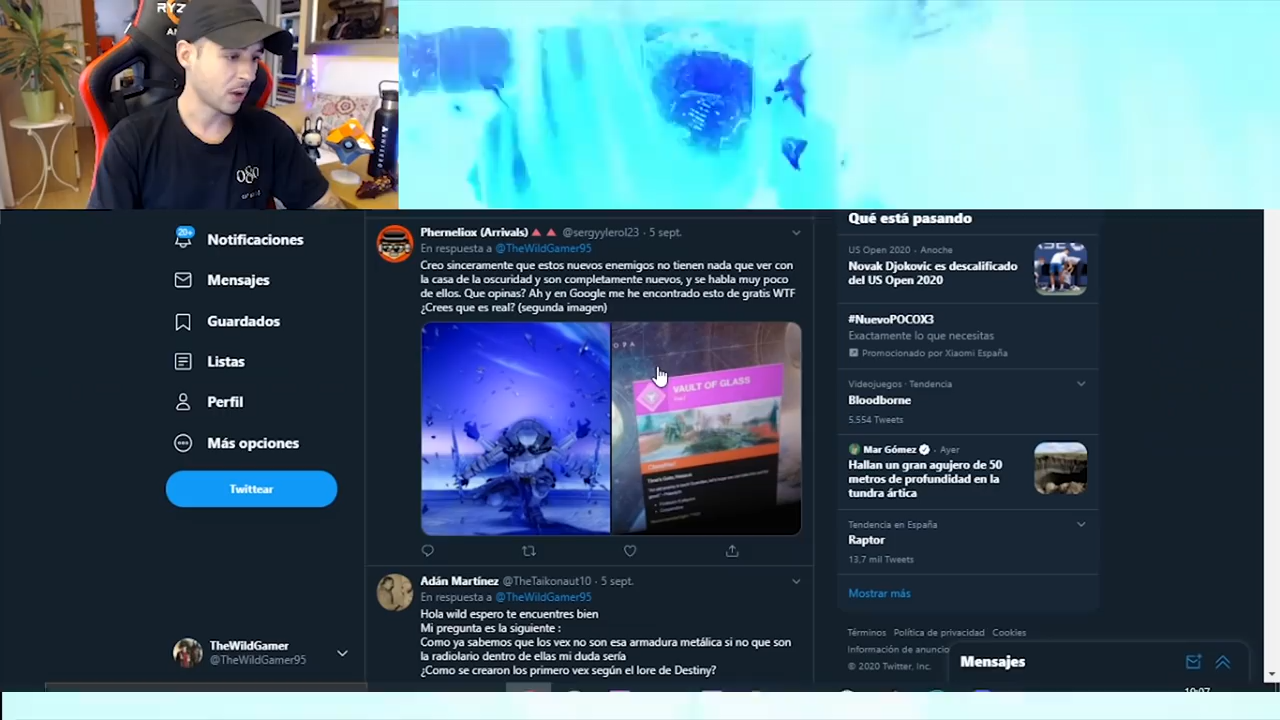 RYZ
20+
Notificaciones
Mensajes
Guardados
Listas
Perfil
Más opciones
Twittear
TheWildGamer
@TheWildGamer95
Pherneliox (Arrivals) @sergyylerol23 · 5 sept.
En respuesta a @TheWildGamer95
Creo sinceramente que estos nuevos enemigos no tienen nada que ver con
la casa de la oscuridad y son completamente nuevos, y se habla muy poco
de ellos. Que opinas? Ah y en Google me he encontrado esto de gratis WTF
¿Crees que es real? (segunda imagen)
VAULT OF GLASS
Adán Martínez @TheTaikonaut10 · 5 sept.
En respuesta a @TheWildGamer95
Hola wild espero te encuentres bien
Mi pregunta es la siguiente :
Como ya sabemos que los vex no son esa armadura metálica si no que son
la radiolario dentro de ellas mi duda sería
¿Como se crearon los primero vex según el lore de Destiny?
Qué está pasando
US Open 2020 · Anoche
Novak Djokovic es descalificado
del US Open 2020
#NuevoPOCOX3
Exactamente lo que necesitas
Promocionado por Xiaomi España
Videojuegos · Tendencia
Bloodborne
5,554 Tweets
Mar Gómez · Ayer
Hallan un gran agujero de 50
metros de profundidad en la
tundra ártica
Tendencia en España
Raptor
13,7 mil Tweets
Mostrar más
Términos Política de privacidad Cookies
Información de anuncio
© 2020 Twitter, Inc.
Mensajes